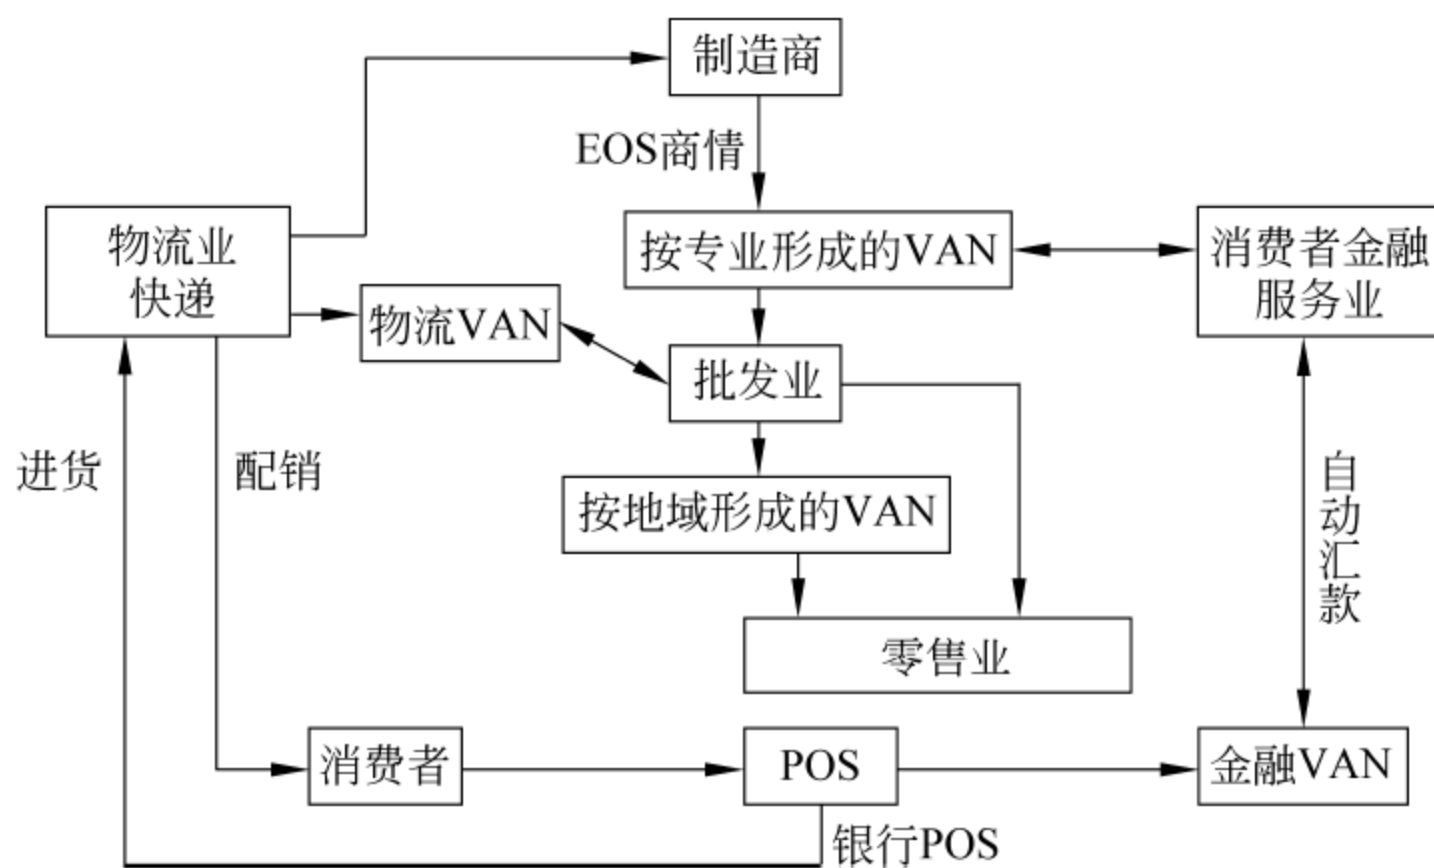 制造商
EOS商情
物流业
快递
按专业形成的VAN
消费者金融
服务业
物流VAN
批发业
进货
配销
按地域形成的VAN
自动汇款
零售业
消费者
POS
金融VAN
银行POS